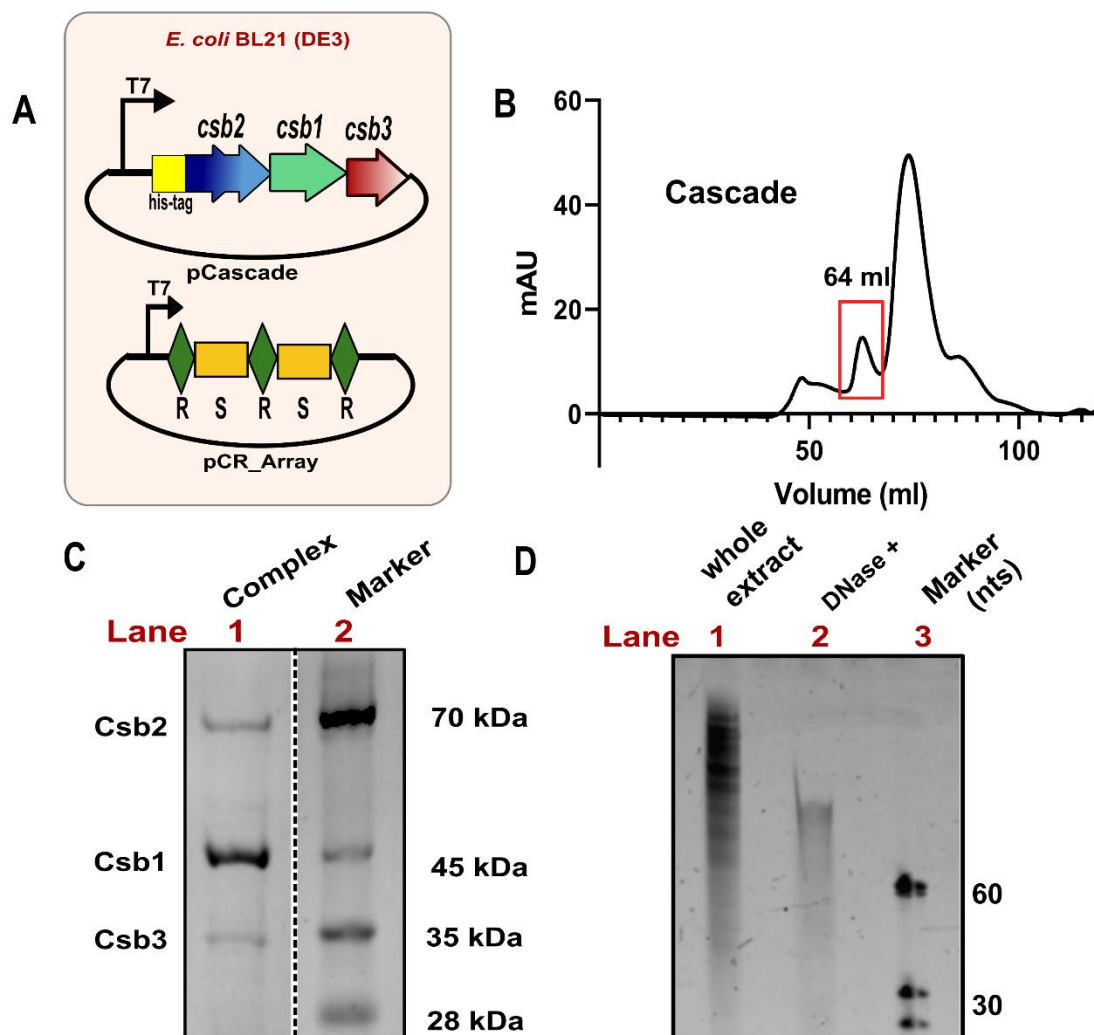 A
E. coli BL21 (DE3)
T7
csb2 csb1 csb3
his-tag
pCascade
T7
R S R S R
pCR_Array
B
60
40
20
0
mAU
Cascade
64 ml
50 100
Volume (ml)
C
Complex Marker
Lane 1 2
Csb2 70 kDa
Csb1 45 kDa
Csb3 35 kDa
28 kDa
D
whole
extract
DNase +
Marker
(nts)
Lane 1 2 3
60
30